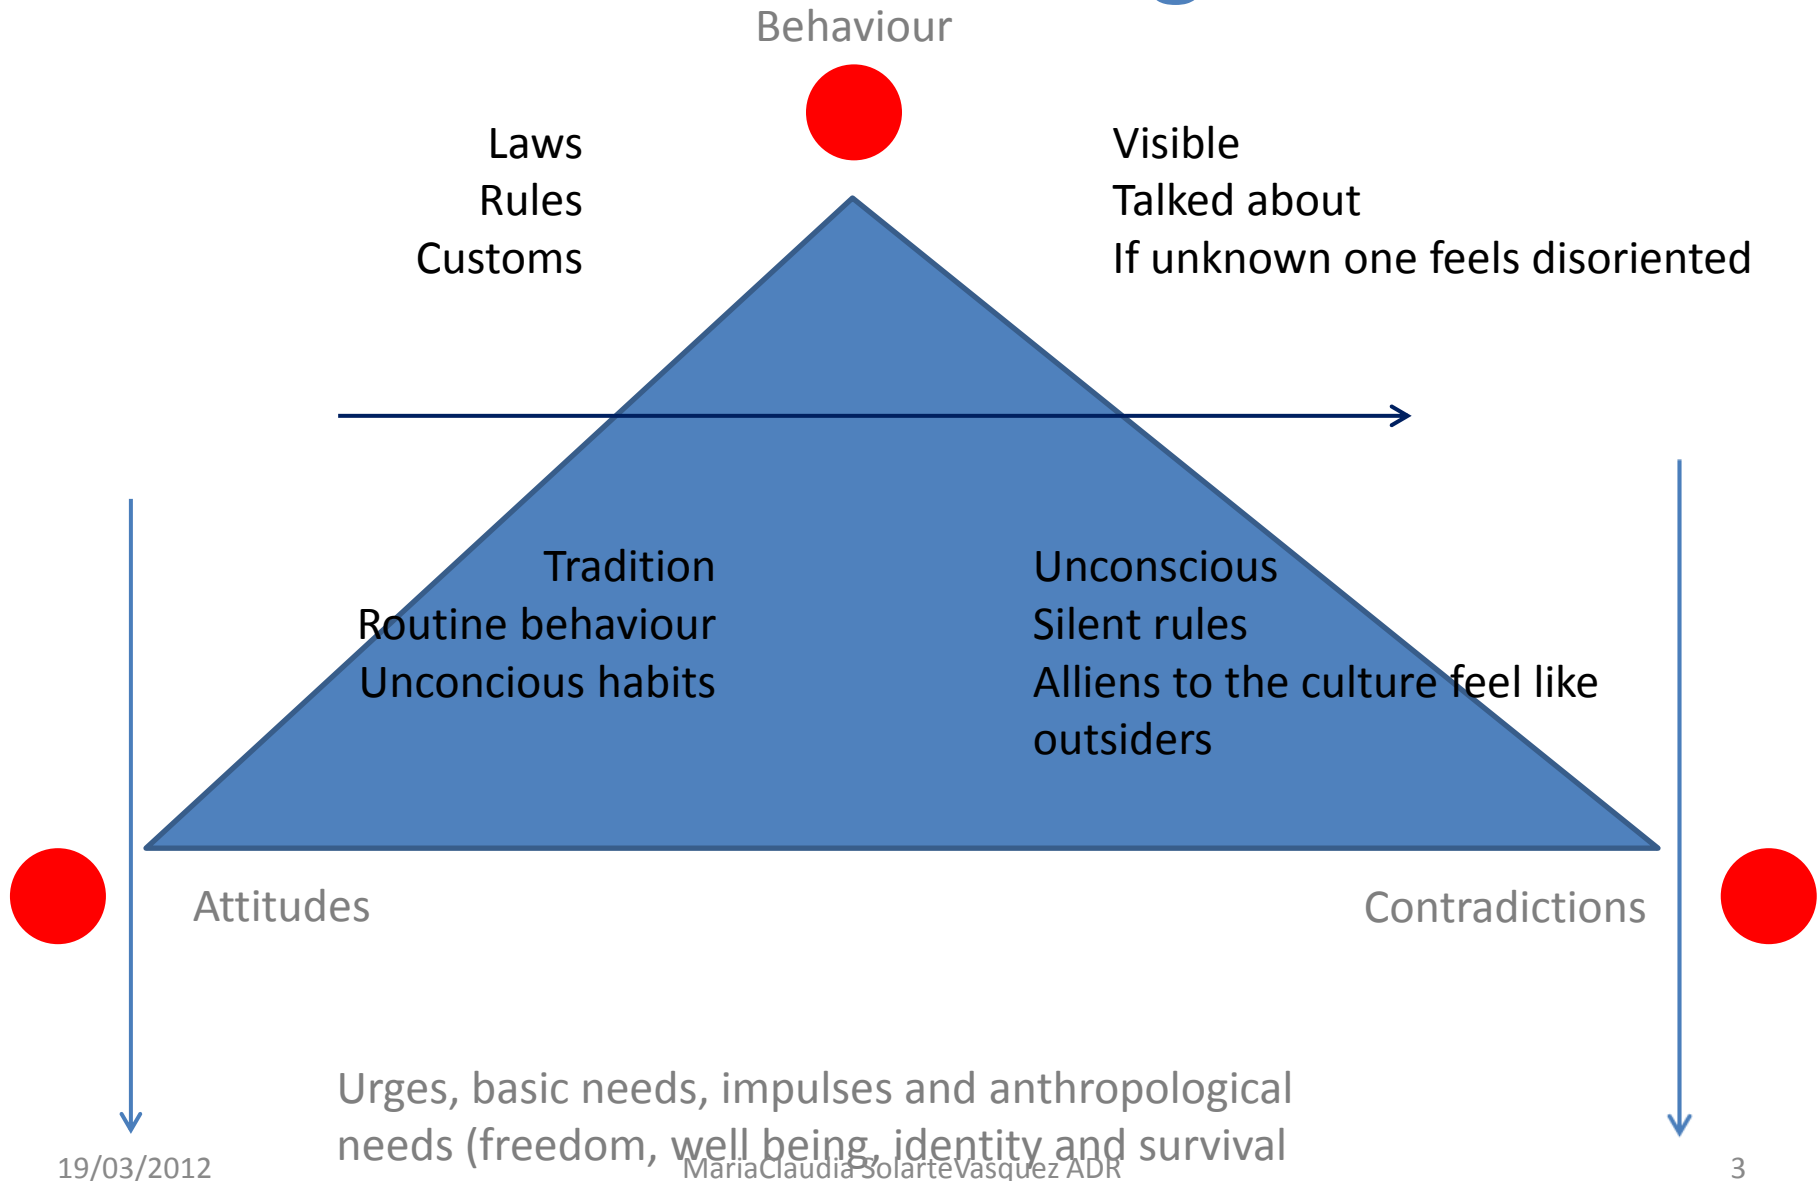 Behaviour
Laws
Rules
Customs
Visible
Talked about
If unknown one feels disoriented
Tradition
Routine behaviour
Unconcious habits
Unconscious
Silent rules
Alliens to the culture feel like
outsiders
Attitudes
Contradictions
Urges, basic needs, impulses and anthropological
needs (freedom, well being, identity and survival
19/03/2012
MariaClaudia SolarteVasquez ADR
3